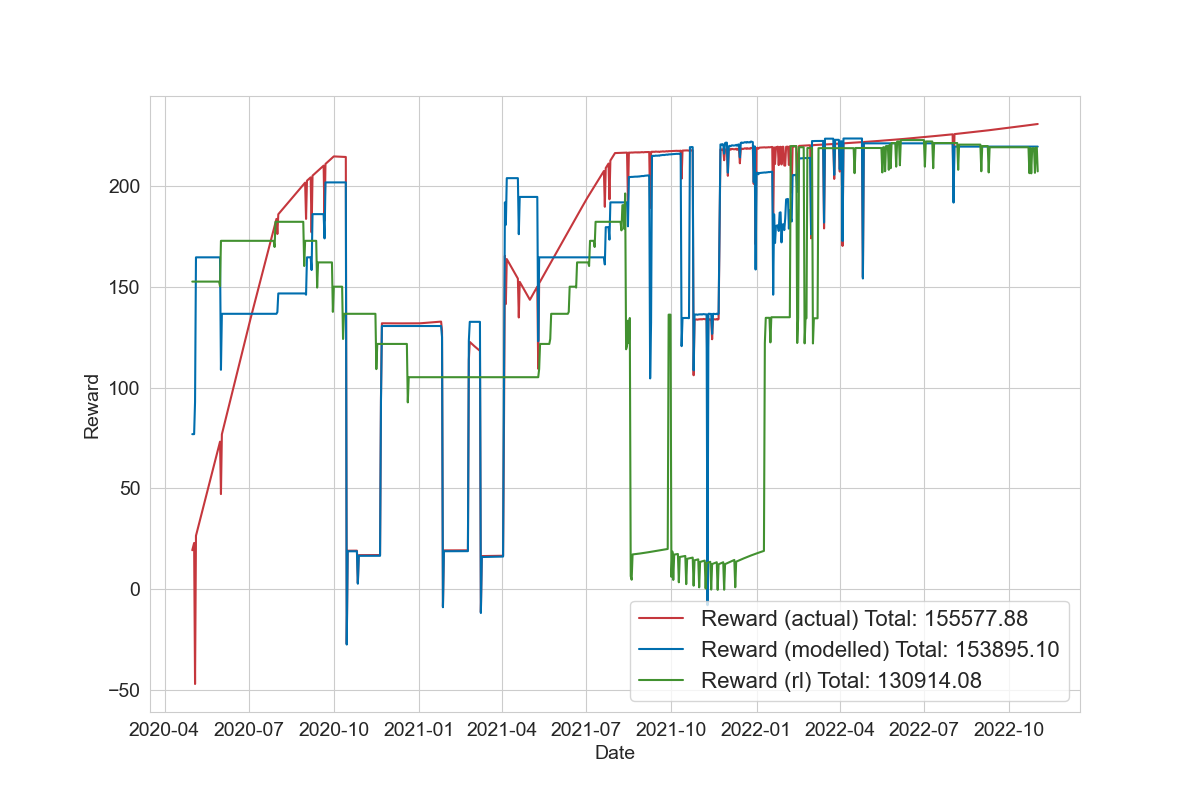 200
150
100
50
0
−50
Reward
Reward (actual) Total: 155577.88
Reward (modelled) Total: 153895.10
Reward (rl) Total: 130914.08
2020-04 2020-07 2020-10 2021-01 2021-04 2021-07 2021-10 2022-01 2022-04 2022-07 2022-10
Date